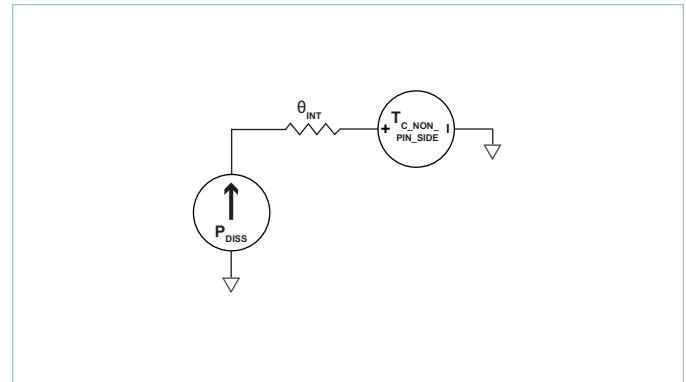 θINT
+ TC_NON_ I
PIN_SIDE
PDISS